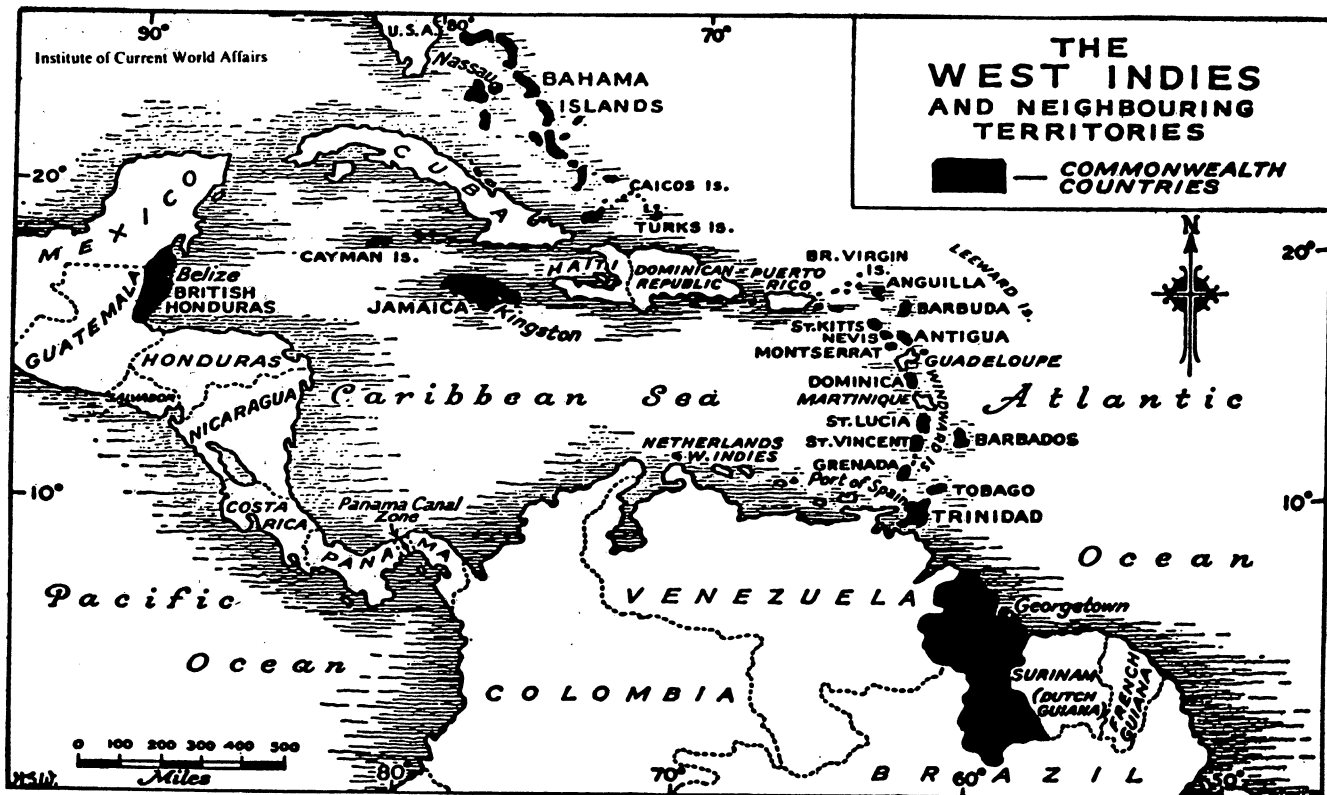 90°
80°
70°
U.S.A.
Institute of Current World Affairs
THE
WEST INDIES
AND NEIGHBOURING
TERRITORIES
COMMONWEALTH
COUNTRIES
Nassau
BAHAMA
ISLANDS
CUBA
20°
MEXICO
CAICOS IS.
TURKS IS.
CAYMAN IS.
N
20°
HAITI
DOMINICAN
REPUBLIC
PUERTO
RICO
BR. VIRGIN
IS.
LEEWARD IS.
ANGUILLA
Belize
BRITISH
HONDURAS
GUATEMALA
JAMAICA
Kingston
BARBUDA
ST. KITTS
NEVIS
ANTIGUA
MONTSERRAT
GUADELOUPE
HONDURAS
SALVADOR
NICARAGUA
Caribbean Sea
DOMINICA
MARTINIQUE
WINDWARD IS
Atlantic
ST. LUCIA
ST. VINCENT
BARBADOS
NETHERLANDS
W. INDIES
GRENADA
Port of Spain
TOBAGO
TRINIDAD
10°
10°
COSTA
RICA
Panama Canal
Zone
PANAMA
Ocean
Pacific
Ocean
VENEZUELA
Georgetown
COLOMBIA
SURINAM
(DUTCH
GUIANA)
FRENCH
GUIANA
BRAZIL
0 100 200 300 400 500
Miles
80°
70°
60°
50°